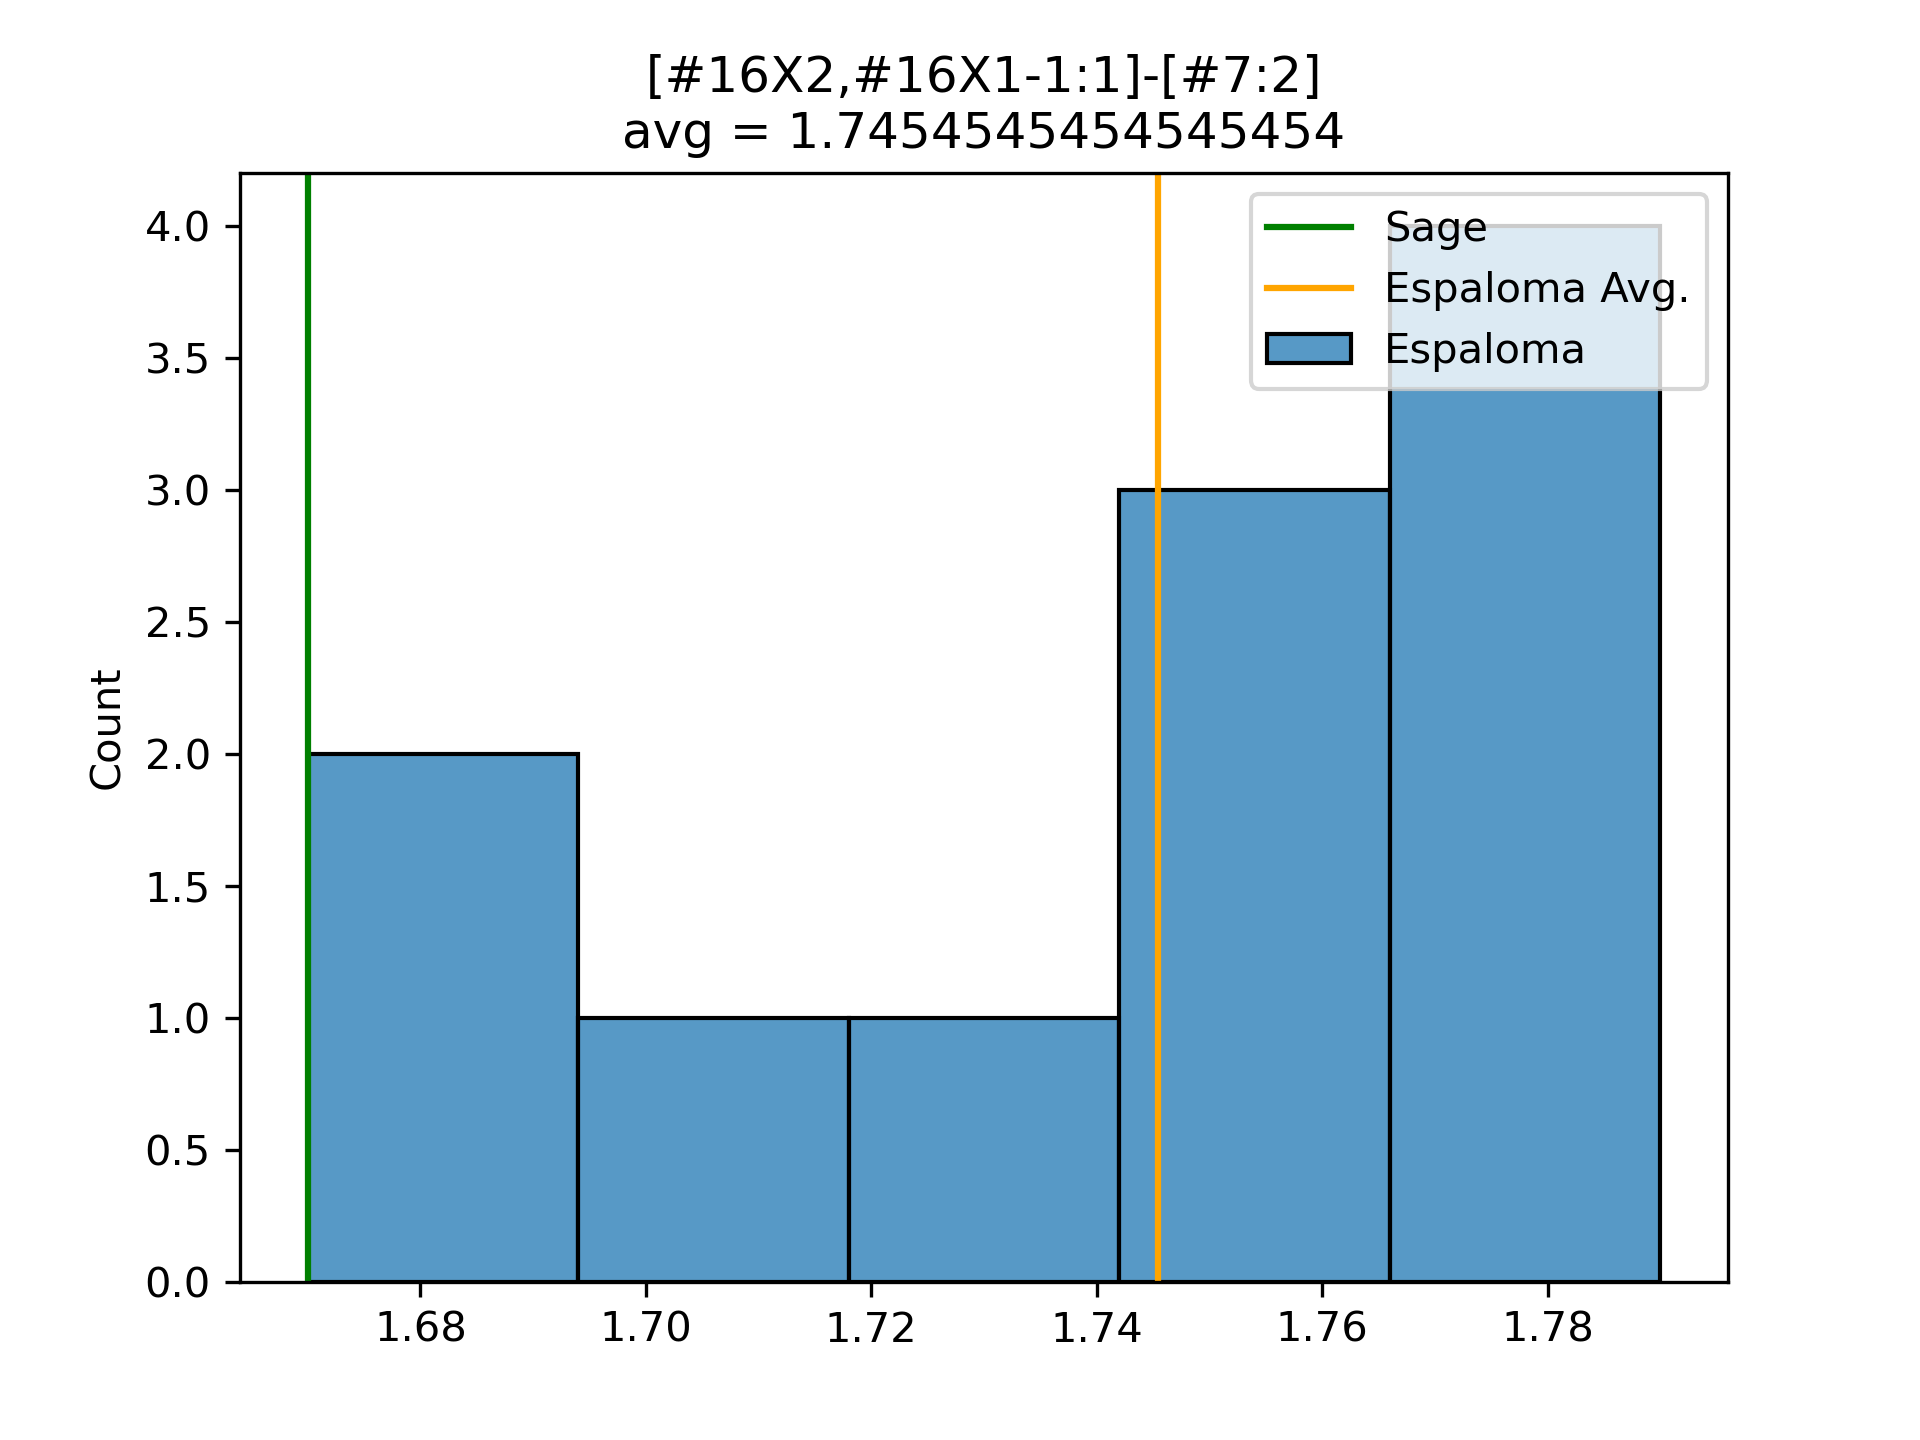 [#16X2,#16X1-1:1]-[#7:2]
avg = 1.7454545454545454
Sage
Espaloma Avg.
Espaloma
Count
4.0
3.5
3.0
2.5
2.0
1.5
1.0
0.5
0.0
1.68 1.70 1.72 1.74 1.76 1.78